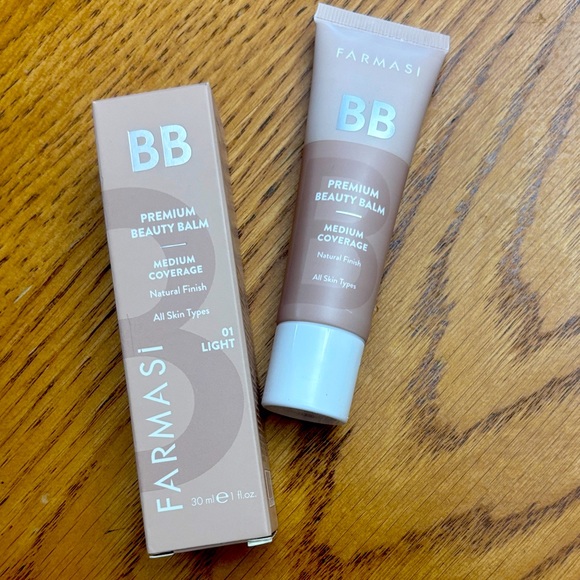 BB
PREMIUM
BEAUTY BALM
MEDIUM
COVERAGE
Natural Finish
All Skin Types
01
LIGHT
FARMASi
30 ml e 1 fl.oz.
FARMASi
BB
PREMIUM
BEAUTY BALM
MEDIUM
COVERAGE
Natural Finish
All Skin Types